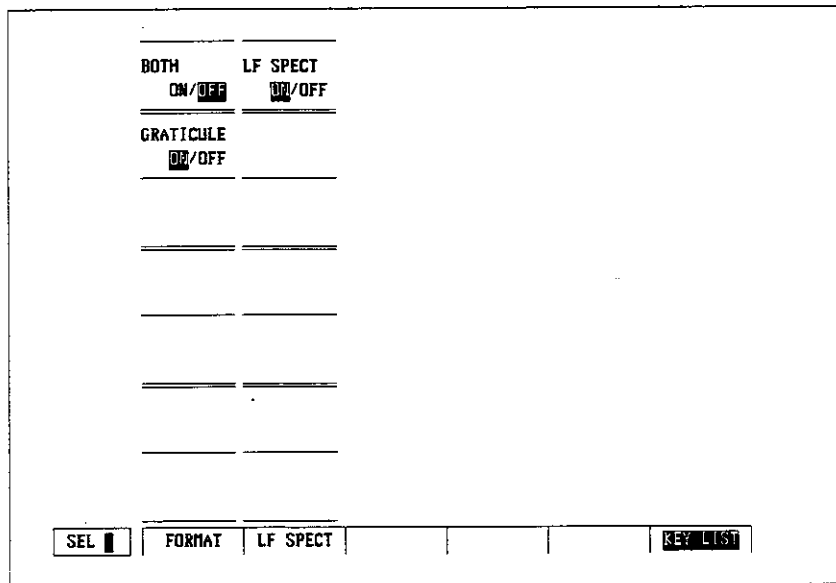 BOTH LF SPECT
ON/OFF ON/OFF
GRATICULE
ON/OFF
SEL FORMAT LF SPECT KEY LIST